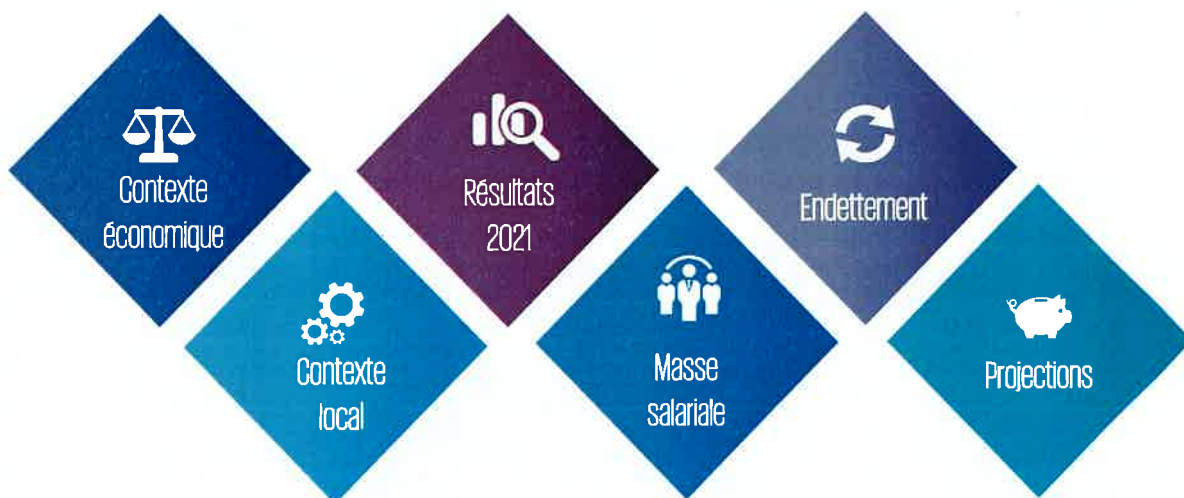 Contexte
économique
Contexte
local
Résultats
2021
Masse
salariale
Endettement
Projections